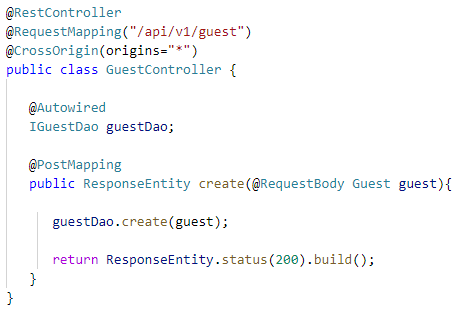 @RestController
@RequestMapping("/api/v1/guest")
@CrossOrigin(origins="*")
public class GuestController {
@Autowired
IGuestDao guestDao;
@PostMapping
public ResponseEntity create(@RequestBody Guest guest){
guestDao.create(guest);
return ResponseEntity.status(200).build();
}
}